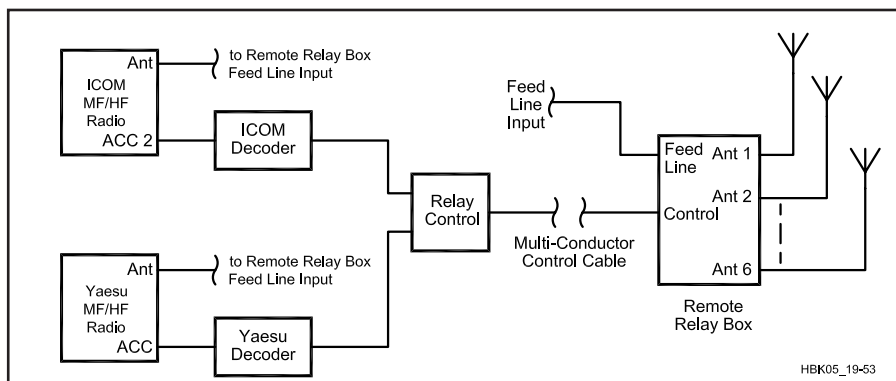 Ant
ICOM
MF/HF
Radio
ACC 2
to Remote Relay Box
Feed Line Input
ICOM
Decoder
Yaesu
MF/HF
Radio
Ant
ACC
to Remote Relay Box
Feed Line Input
Yaesu
Decoder
Relay
Control
Multi-Conductor
Control Cable
Feed
Line
Input
Feed
Line
Control
Ant 1
Ant 2
Ant 6
Remote
Relay Box
HBK05_19-53